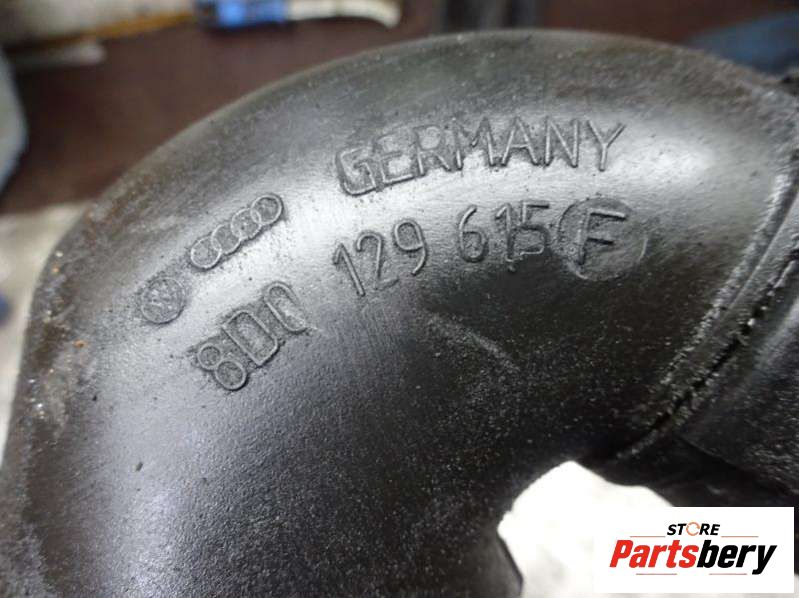 GERMANY
8D0 129 615 F
STORE
Partsbery